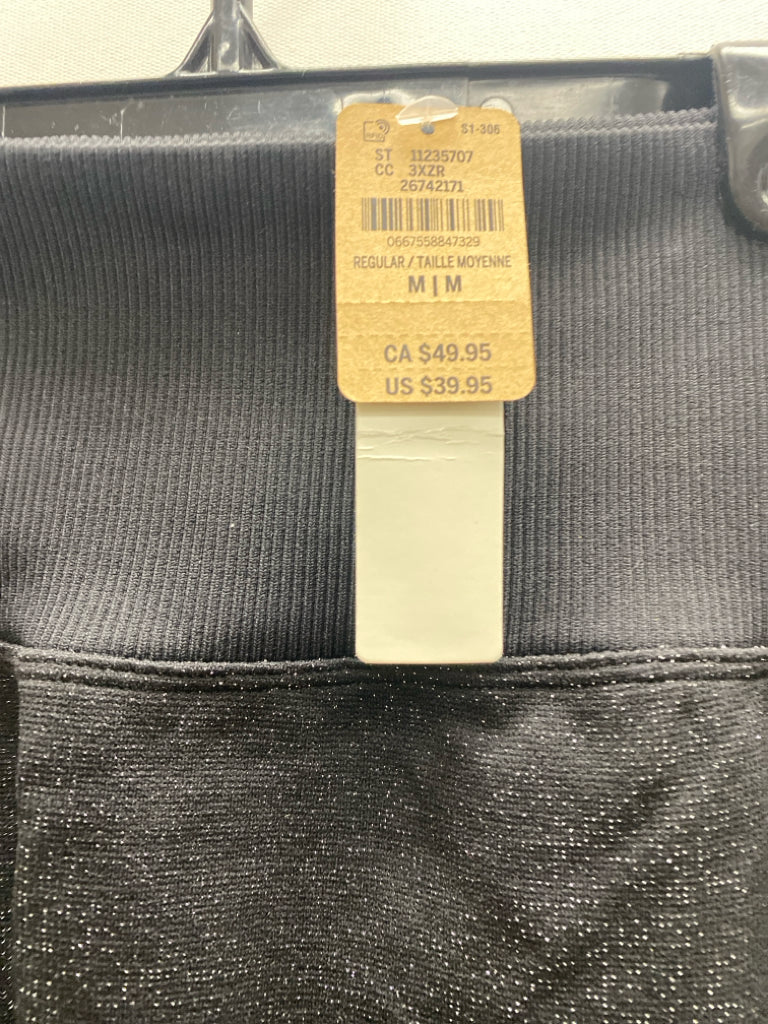 S1-306
ST 11235707
CC 3XZR
26742171
0667558847329
REGULAR / TAILLE MOYENNE
M | M
CA $49.95
US $39.95